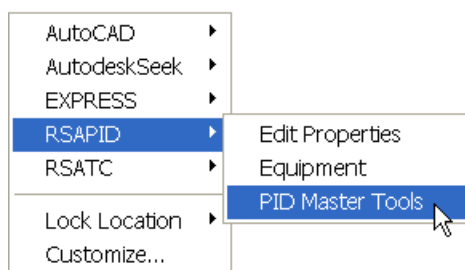 AutoCAD
AutodeskSeek
EXPRESS
RSAPID
RSATC
Lock Location
Customize...
Edit Properties
Equipment
PID Master Tools